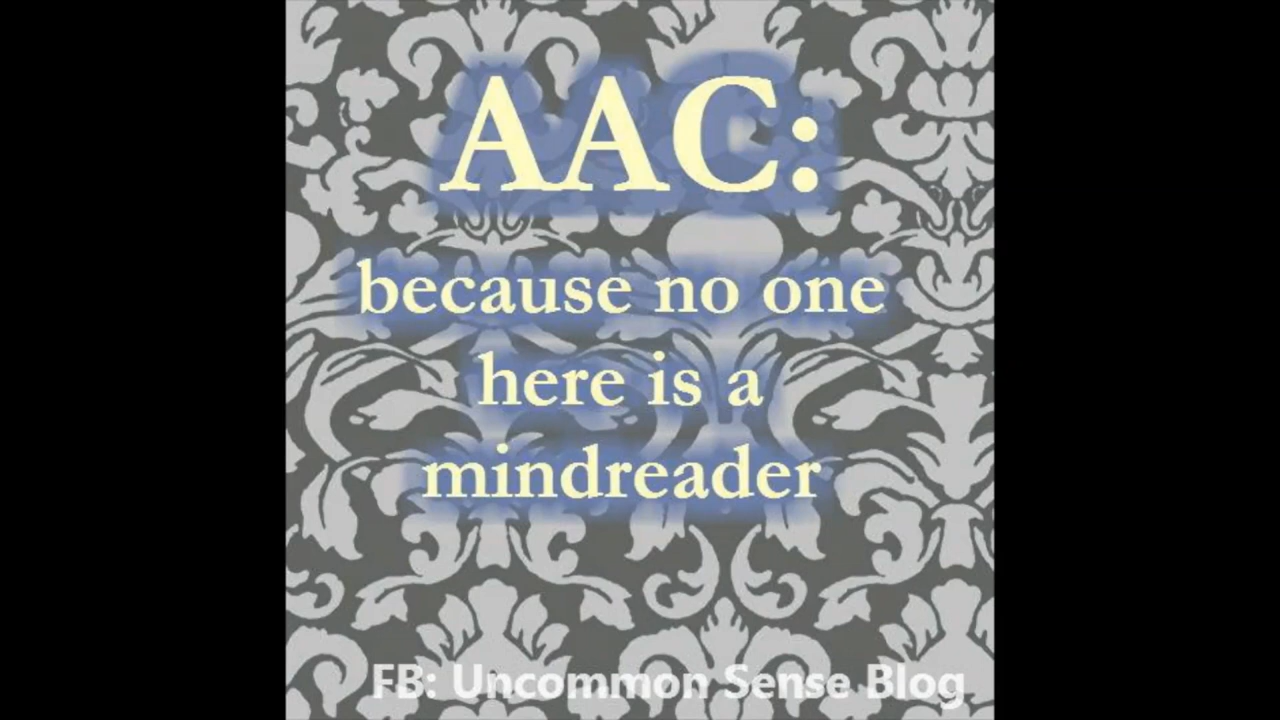 AAC:
because no one
here is a
mindreader
FB: Uncommon Sense Blog